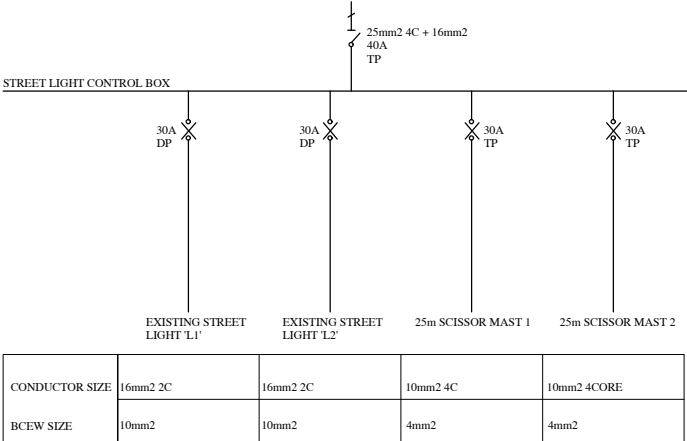 25mm2 4C + 16mm2
40A
TP
STREET LIGHT CONTROL BOX
30A
DP
30A
DP
30A
TP
30A
TP
EXISTING STREET
LIGHT 'L1'
EXISTING STREET
LIGHT 'L2'
25m SCISSOR MAST 1
25m SCISSOR MAST 2
CONDUCTOR SIZE 16mm2 2C 16mm2 2C 10mm2 4C 10mm2 4CORE
BCEW SIZE 10mm2 10mm2 4mm2 4mm2